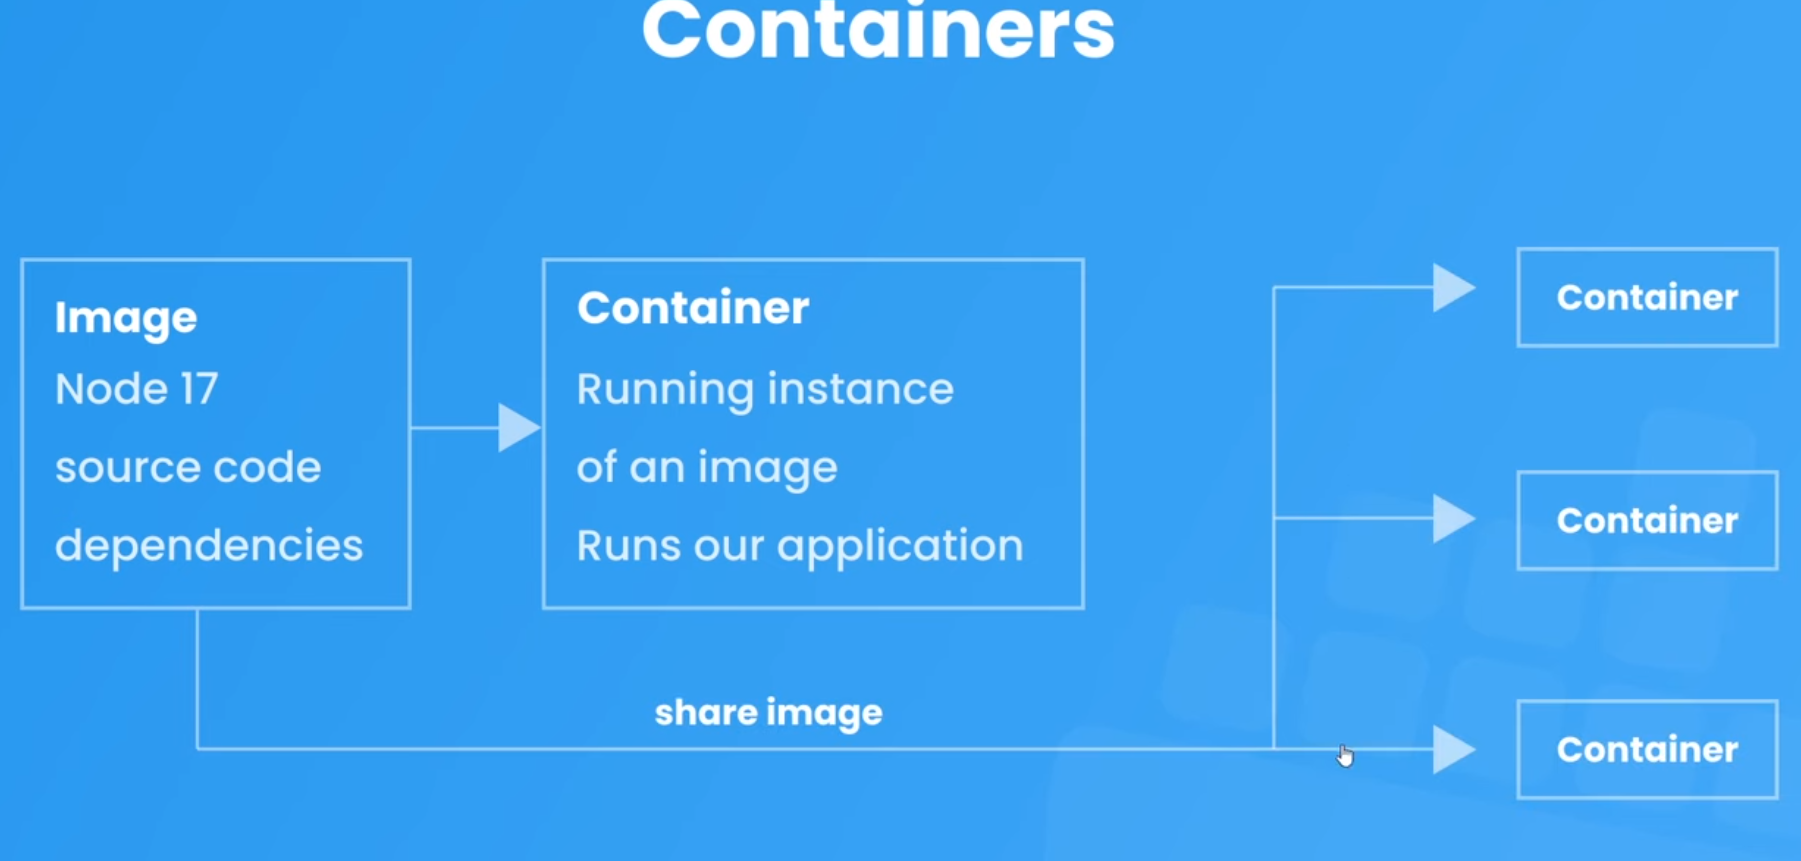 Containers
Image
Node 17
source code
dependencies
Container
Running instance
of an image
Runs our application
share image
Container
Container
Container